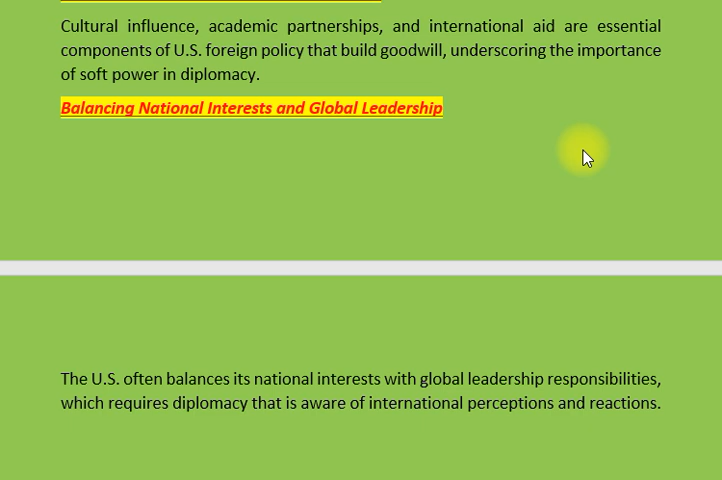 Cultural influence, academic partnerships, and international aid are essential
components of U.S. foreign policy that build goodwill, underscoring the importance
of soft power in diplomacy.
Balancing National Interests and Global Leadership
The U.S. often balances its national interests with global leadership responsibilities,
which requires diplomacy that is aware of international perceptions and reactions.